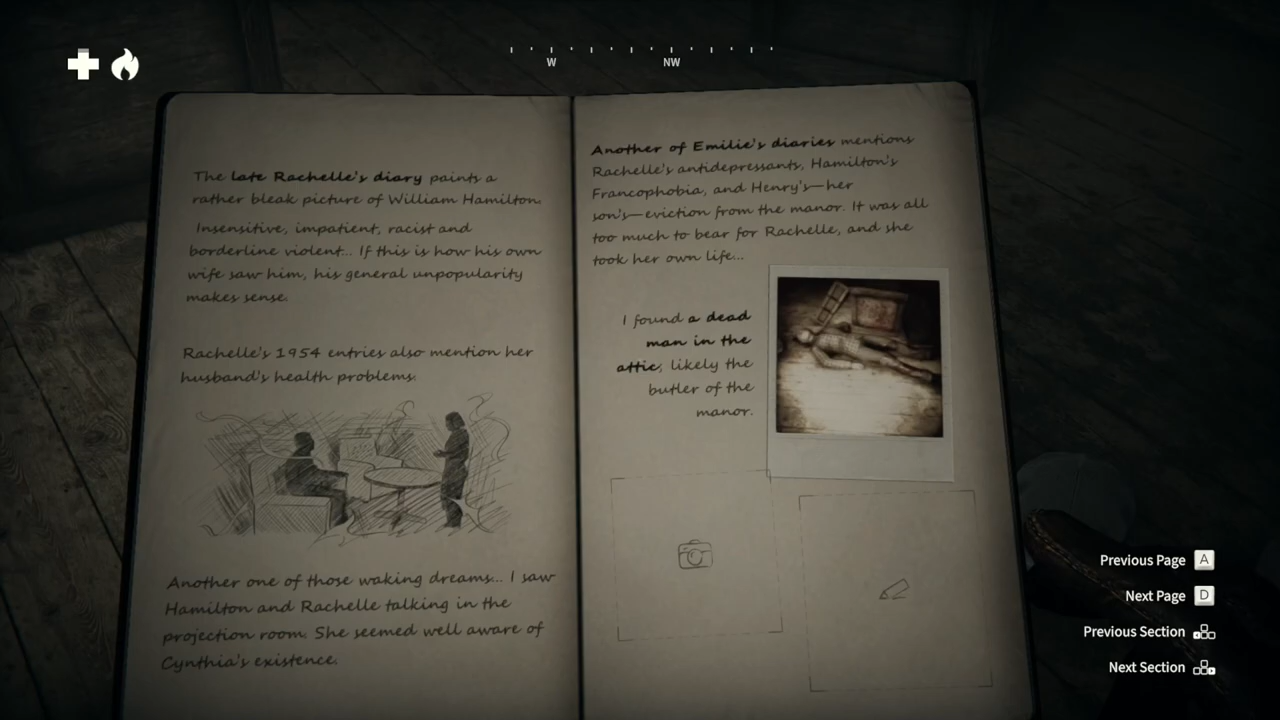 W
NW
The late Rachelle's diary paints a
rather bleak picture of William Hamilton.
Insensitive, impatient, racist and
borderline violent... If this is how his own
wife saw him, his general unpopularity
makes sense.
Rachelle's 1954 entries also mention her
husband's health problems.
Another one of those waking dreams... I saw
Hamilton and Rachelle talking in the
projection room. She seemed well aware of
Cynthia's existence.
Another of Emilie's diaries mentions
Rachelle's antidepressants, Hamilton's
Francophobia, and Henry's—her
son's—eviction from the manor. It was all
too much to bear for Rachelle, and she
took her own life...
I found a dead
man in the
attic, likely the
butler of the
manor.
Previous Page A
Next Page D
Previous Section
Next Section